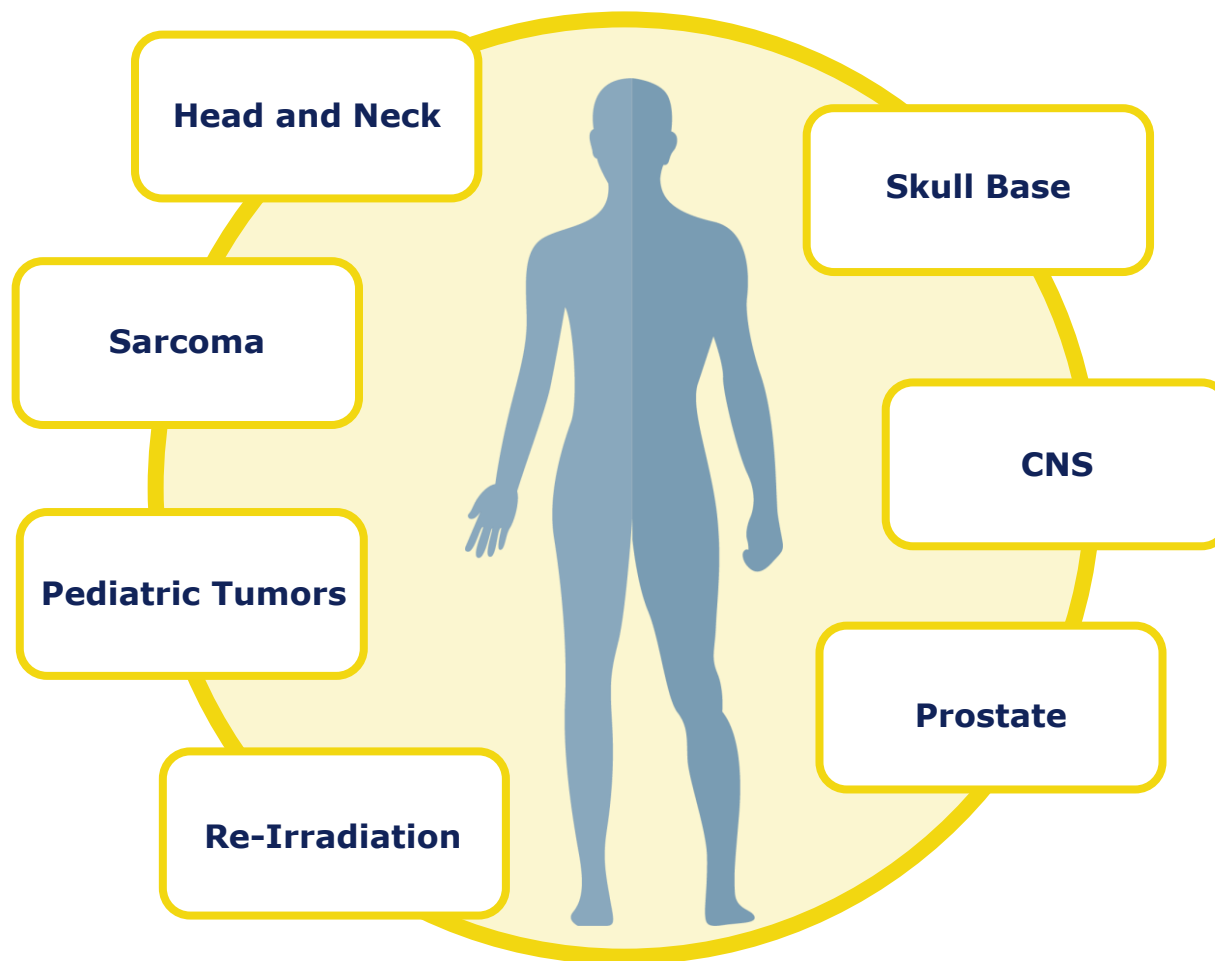 Head and Neck
Skull Base
Sarcoma
CNS
Pediatric Tumors
Prostate
Re-Irradiation